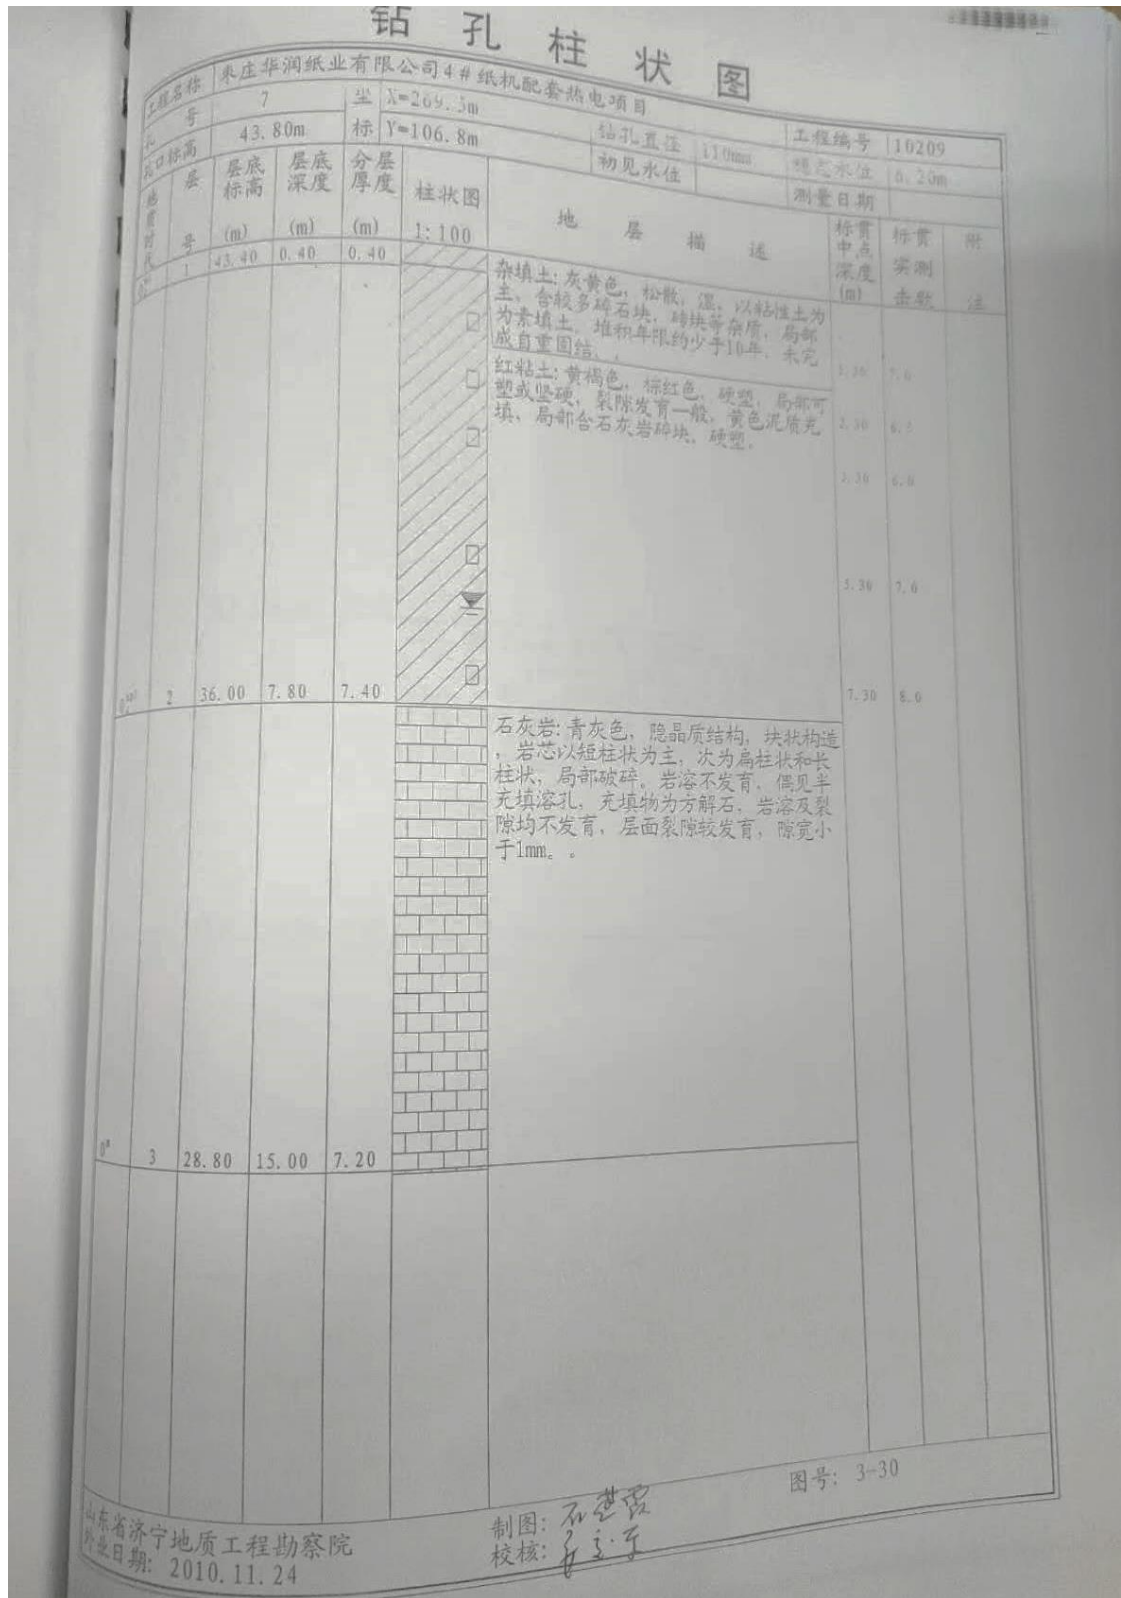 钻孔柱状图
工程名称 枣庄华润纸业有限公司4#纸机配套热电项目
工程编号 10209
孔号 7 坐标 X=269.5m 钻孔直径 110mm 稳定水位 6.20m
孔口标高 43.80m Y=106.8m 初见水位 测量日期
地质时代 层号 层底标高 (m) 层底深度 (m) 分层厚度 (m) 柱状图 1:100 地层描述 标贯中点深度 (m) 标贯实测击数 附注
1 43.40 0.40 0.40
杂填土:灰黄色,松散,湿,以粘性土为
主,含较多碎石块,砖块等杂质,局部
为素填土,堆积年限约少于10年,未完
成自重固结。
红粘土:黄褐色,棕红色,硬塑,局部可
塑或坚硬,裂隙发育一般,黄色泥质充
填,局部含石灰岩碎块。硬塑。
7.0
6.0
7.0
7.30 8.0
2 36.00 7.80 7.40
石灰岩:青灰色,隐晶质结构,块状构造
,岩芯以短柱状为主,次为扁柱状和长
柱状,局部破碎。岩溶不发育,偶见半
充填溶孔,充填物为方解石,岩溶及裂
隙均不发育,层面裂隙较发育,隙宽小
于1mm。。
3 28.80 15.00 7.20
图号: 3-30
山东省济宁地质工程勘察院
制图:
外业日期: 2010.11.24
校核: